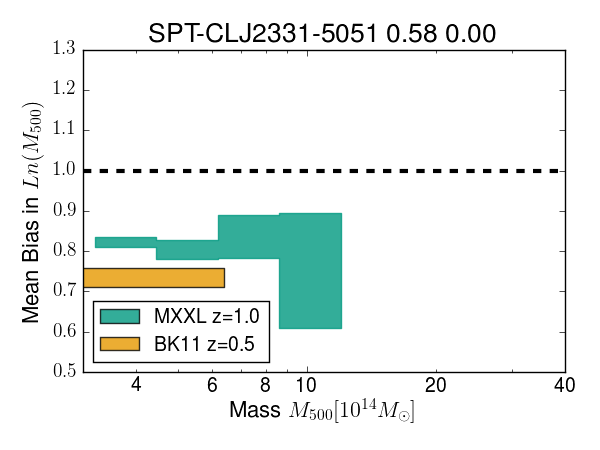 SPT-CLJ2331-5051 0.58 0.00
Mean Bias in Ln(M₅₀₀)
1.3
1.2
1.1
1.0
0.9
0.8
0.7
0.6
0.5
MXXL z=1.0
BK11 z=0.5
4 6 8 10 20 40
Mass M₅₀₀[10¹⁴M☉]